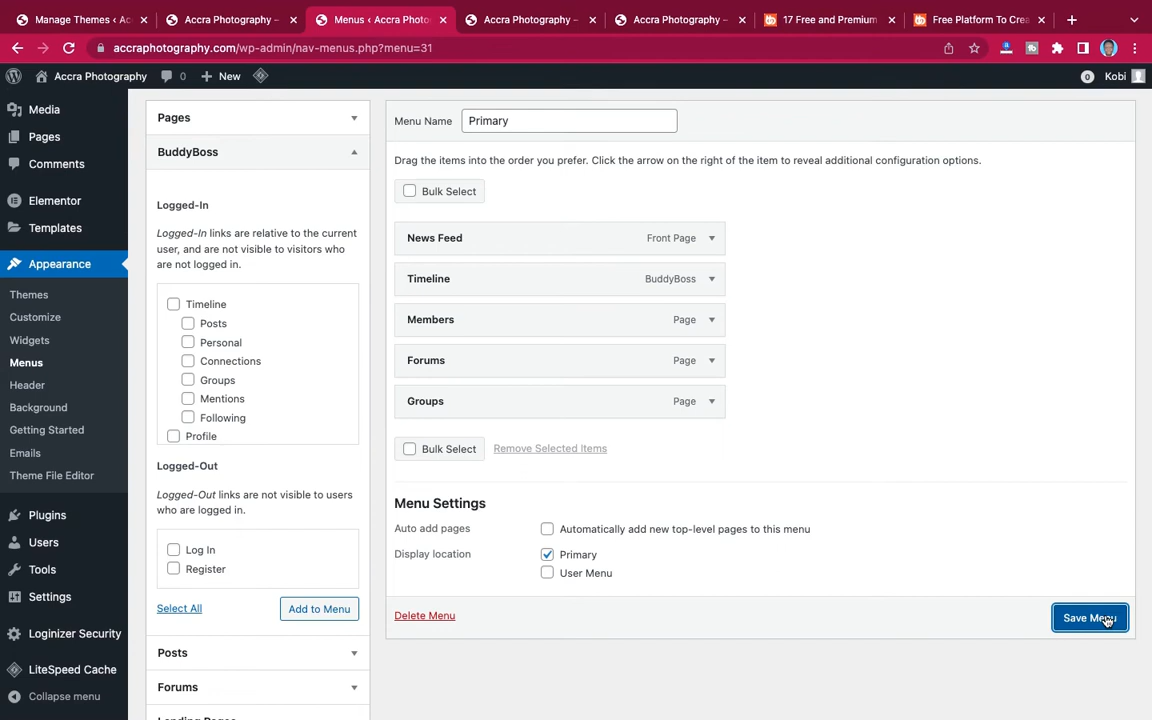 Manage Themes ‹ Ac
Accra Photography –
Menus ‹ Accra Photo
Accra Photography –
Accra Photography –
17 Free and Premium
Free Platform To Crea
accraphotography.com/wp-admin/nav-menus.php?menu=31
Accra Photography
0
New
0
Kobi
Media
Pages
Comments
Elementor
Templates
Appearance
Themes
Customize
Widgets
Menus
Header
Background
Getting Started
Emails
Theme File Editor
Plugins
Users
Tools
Settings
Loginizer Security
LiteSpeed Cache
Collapse menu
Pages
BuddyBoss
Logged-In
Logged-In links are relative to the current
user, and are not visible to visitors who
are not logged in.
Timeline
Posts
Personal
Connections
Groups
Mentions
Following
Profile
Logged-Out
Logged-Out links are not visible to users
who are logged in.
Log In
Register
Select All
Add to Menu
Posts
Forums
Landing Pages
Menu Name
Primary
Drag the items into the order you prefer. Click the arrow on the right of the item to reveal additional configuration options.
Bulk Select
News Feed Front Page
Timeline BuddyBoss
Members Page
Forums Page
Groups Page
Bulk Select
Remove Selected Items
Menu Settings
Auto add pages
Automatically add new top-level pages to this menu
Display location
Primary
User Menu
Delete Menu
Save Menu